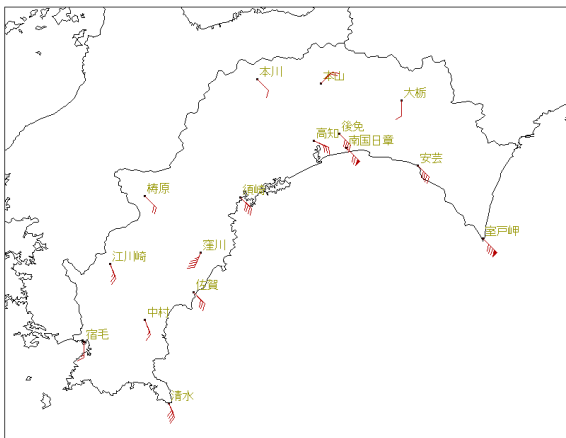 本川
本山
大栃
後免
高知
南国日章
安芸
梼原
須崎
室戸岬
窪川
江川崎
佐賀
中村
宿毛
清水